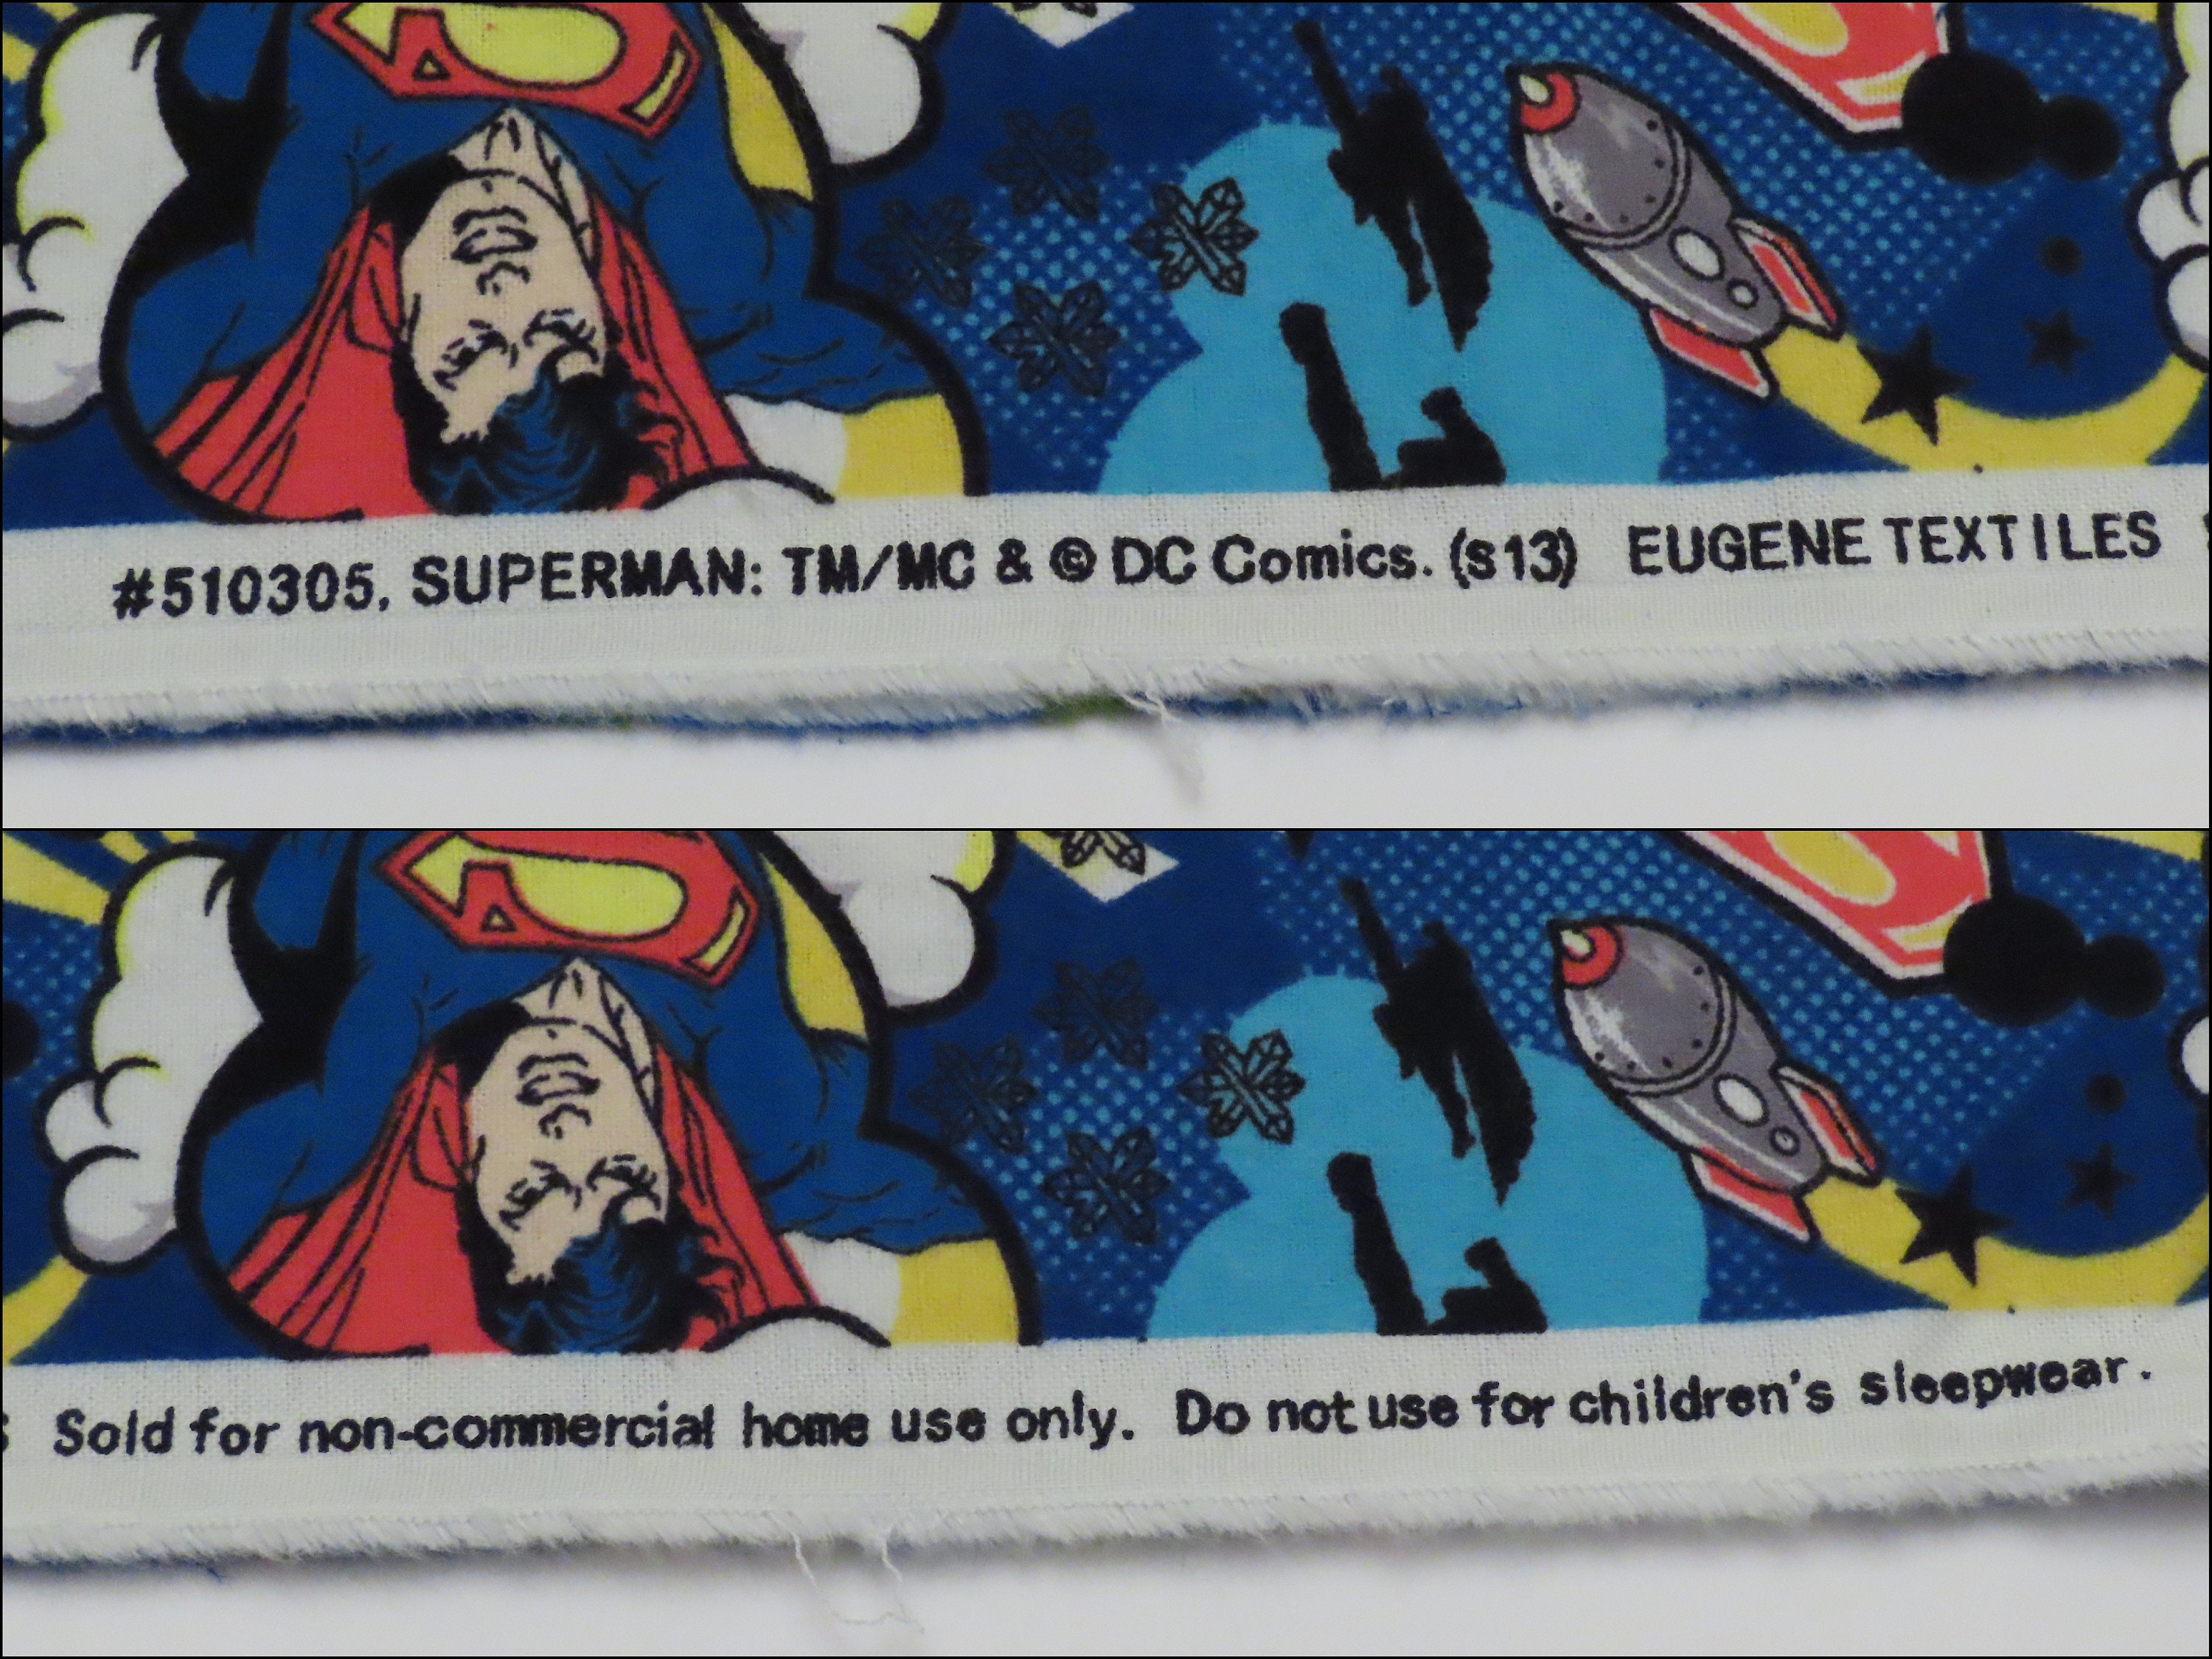 #510305, SUPERMAN: TM/MC & © DC Comics. (s13) EUGENE TEXTILES
Sold for non-commercial home use only. Do not use for children's sleepwear.